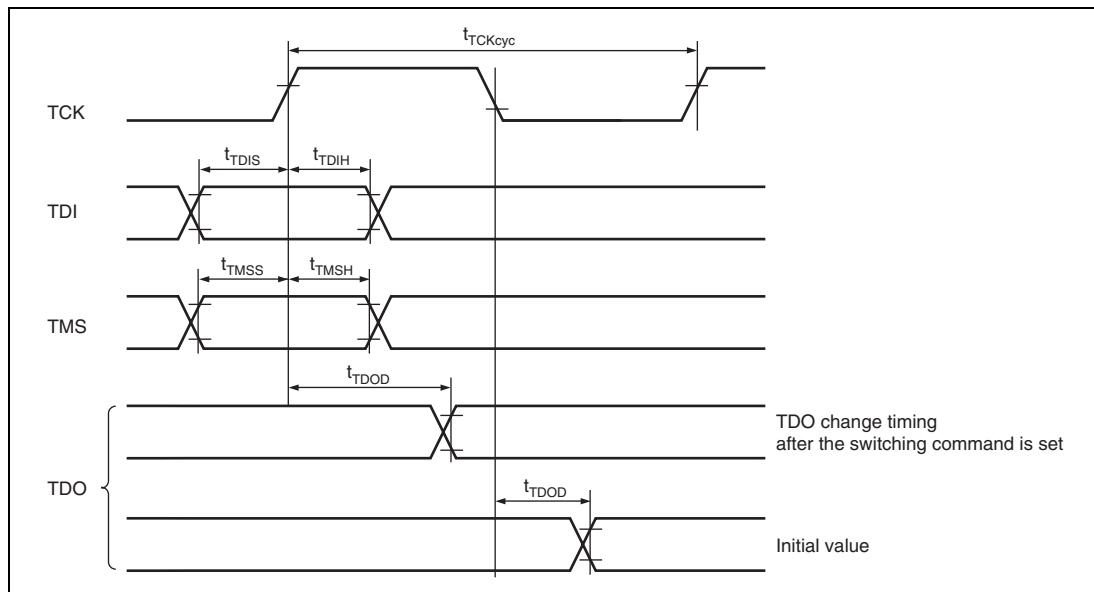 tTCKcyc
TCK
tTDIS
tTDIH
TDI
tTMSS
tTMSH
TMS
tTDOD
TDO change timing
after the switching command is set
TDO
tTDOD
Initial value